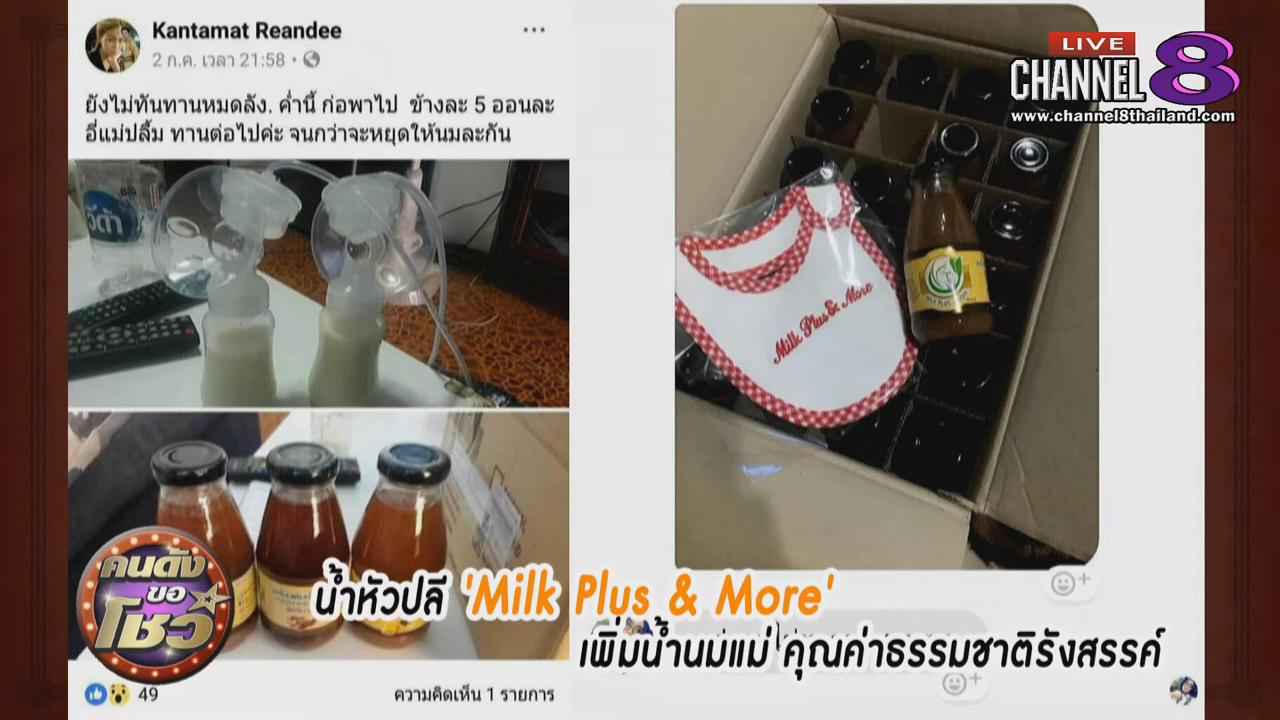 Kantamat Reandee
2 ก.ค. เวลา 21:58
ยังไม่ทันทานหมดลัง. ค่ำนี้ ก่อพาไป ข้างละ 5 ออนละ
อี่แม่ปลื้ม ทานต่อไปค่ะ จนกว่าจะหยุดให้นมละกัน
LIVE
CHANNEL 8
www.channel8thailand.com
Milk Plus & More
คนดัง
ขอ
โชว์
น้ำหัวปลี 'Milk Plus & More'
เพิ่มน้ำนมแม่ คุณค่าธรรมชาติรังสรรค์
49
ความคิดเห็น 1 รายการ